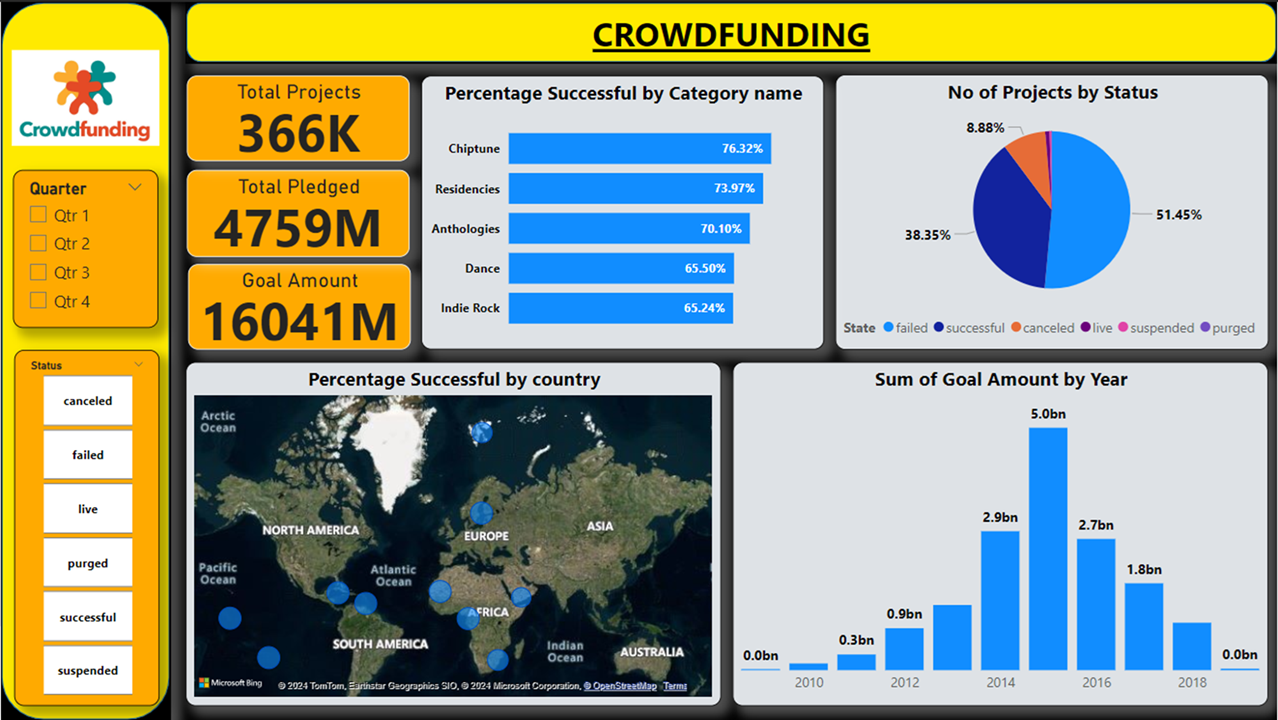 CROWDFUNDING
Crowdfunding
Quarter
Qtr 1
Qtr 2
Qtr 3
Qtr 4
Status
canceled
failed
live
purged
successful
suspended
Total Projects
366K
Total Pledged
4759M
Goal Amount
16041M
Percentage Successful by Category name
Chiptune 76.32%
Residencies 73.97%
Anthologies 70.10%
Dance 65.50%
Indie Rock 65.24%
No of Projects by Status
8.88%
51.45%
38.35%
State failed successful canceled live suspended purged
Percentage Successful by country
Arctic
Ocean
NORTH AMERICA
EUROPE
ASIA
Pacific
Ocean
Atlantic
Ocean
AFRICA
SOUTH AMERICA
Indian
Ocean
AUSTRALIA
Microsoft Bing
© 2024 TomTom, Earthstar Geographics SIO, © 2024 Microsoft Corporation, © OpenStreetMap Terms
Sum of Goal Amount by Year
5.0bn
2.9bn
2.7bn
1.8bn
0.9bn
0.3bn
0.0bn
0.0bn
2010 2012 2014 2016 2018